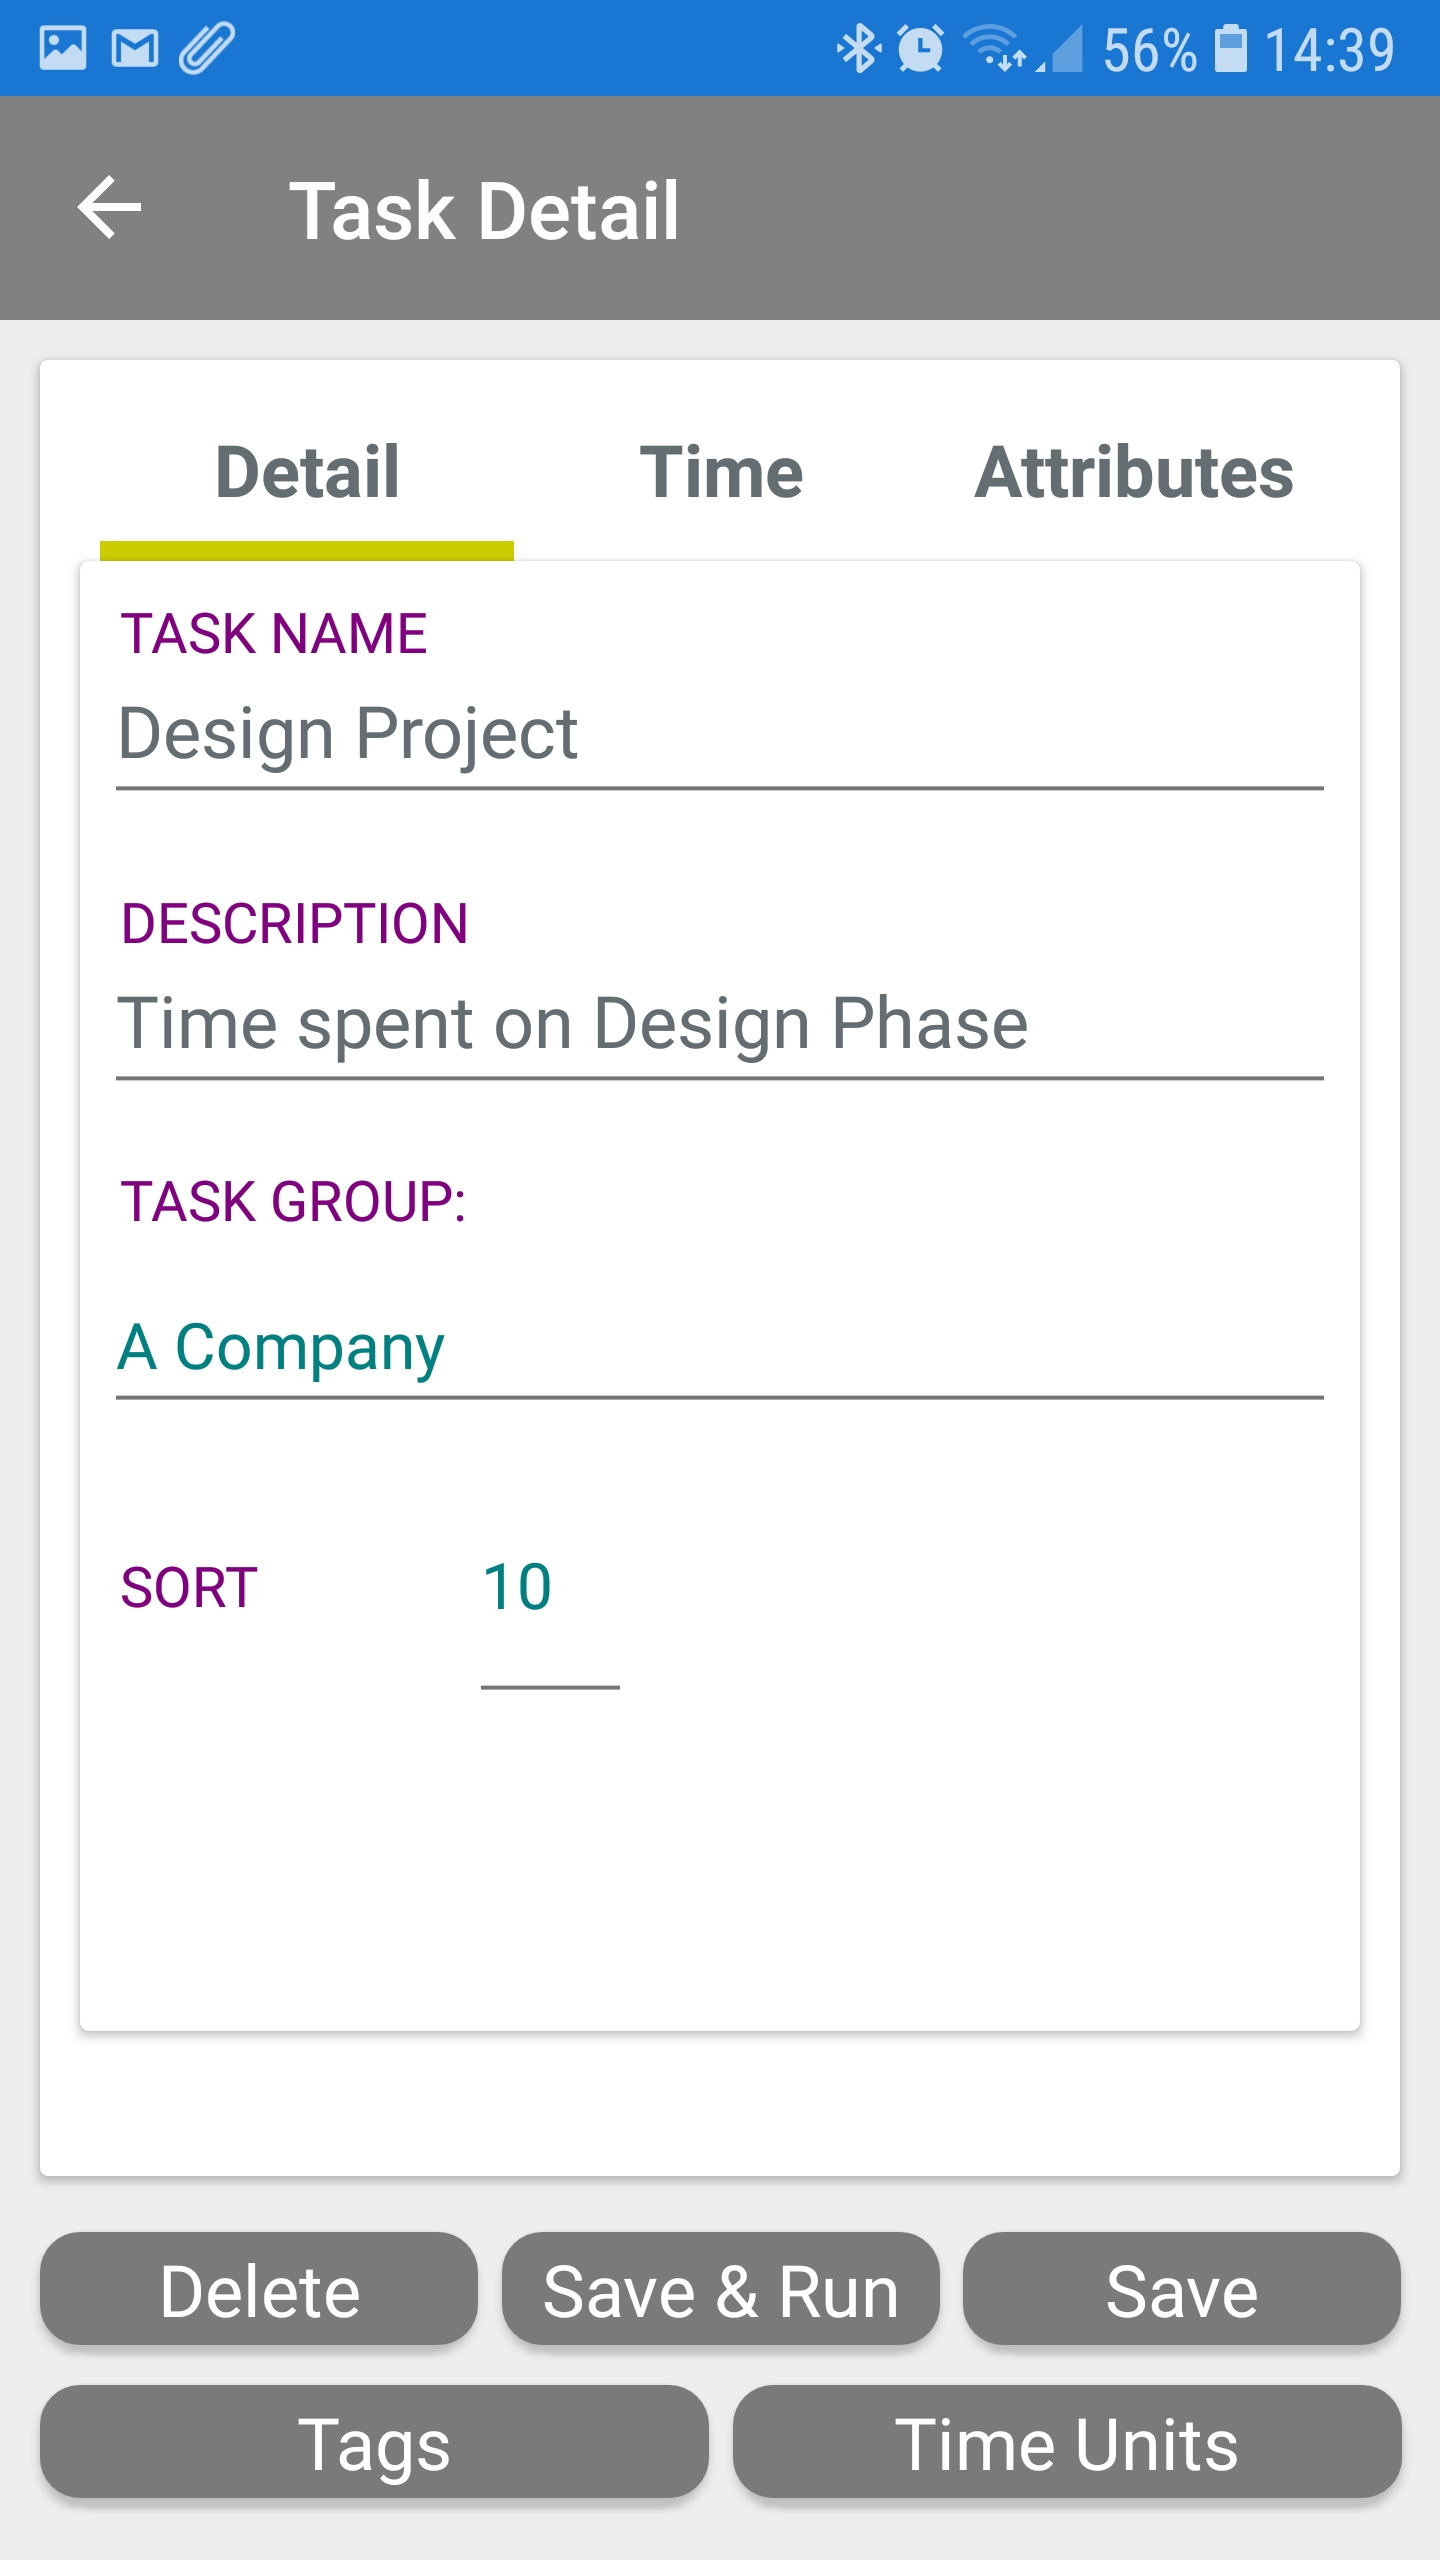 56% 14:39
Task Detail
Detail Time Attributes
TASK NAME
Design Project
DESCRIPTION
Time spent on Design Phase
TASK GROUP:
A Company
SORT 10
Delete Save & Run Save
Tags Time Units